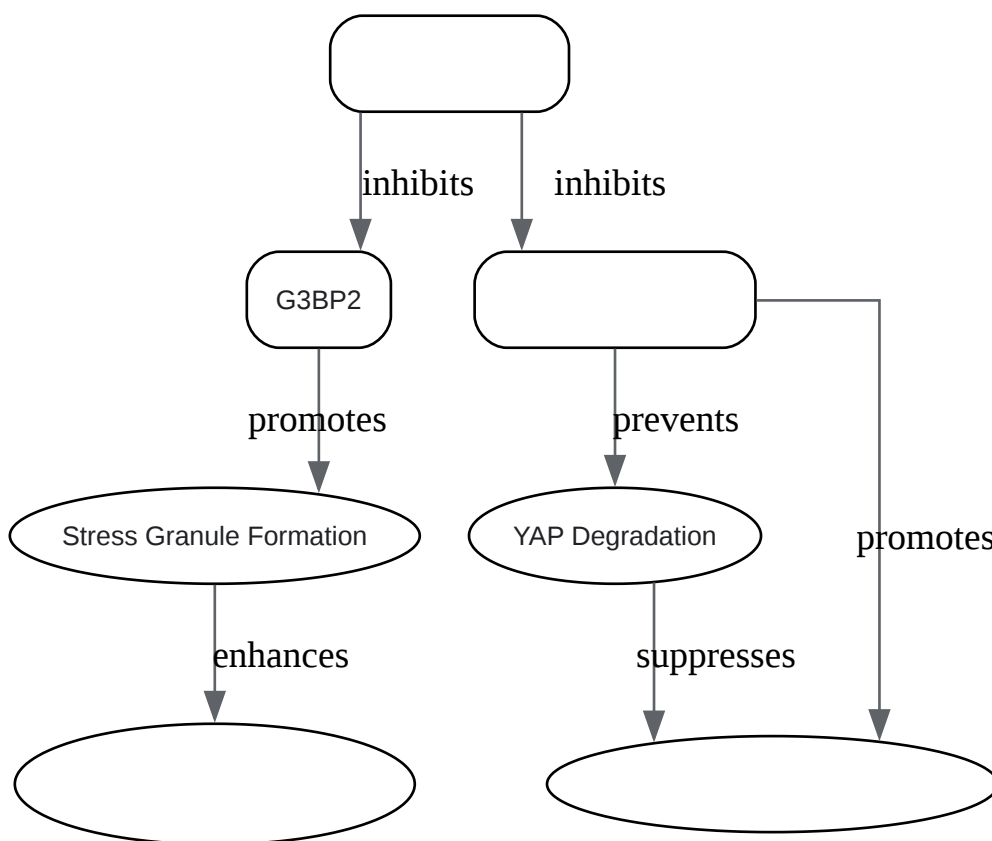 inhibits
inhibits
G3BP2
promotes
prevents
Stress Granule Formation
YAP Degradation
promotes
enhances
suppresses